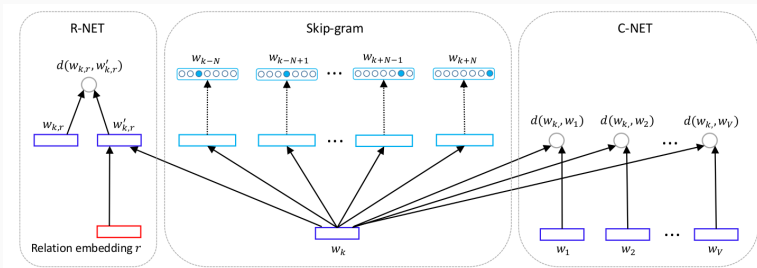 R-NET
Skip-gram
C-NET
d(w_{k,r}, w'_{k,r})
w_{k-N}
w_{k-N+1}
...
w_{k+N-1}
w_{k+N}
w_{k,r}
w'_{k,r}
...
d(w_k, w_1)
d(w_k, w_2)
...
d(w_k, w_V)
Relation embedding r
w_k
w_1
w_2
...
w_V